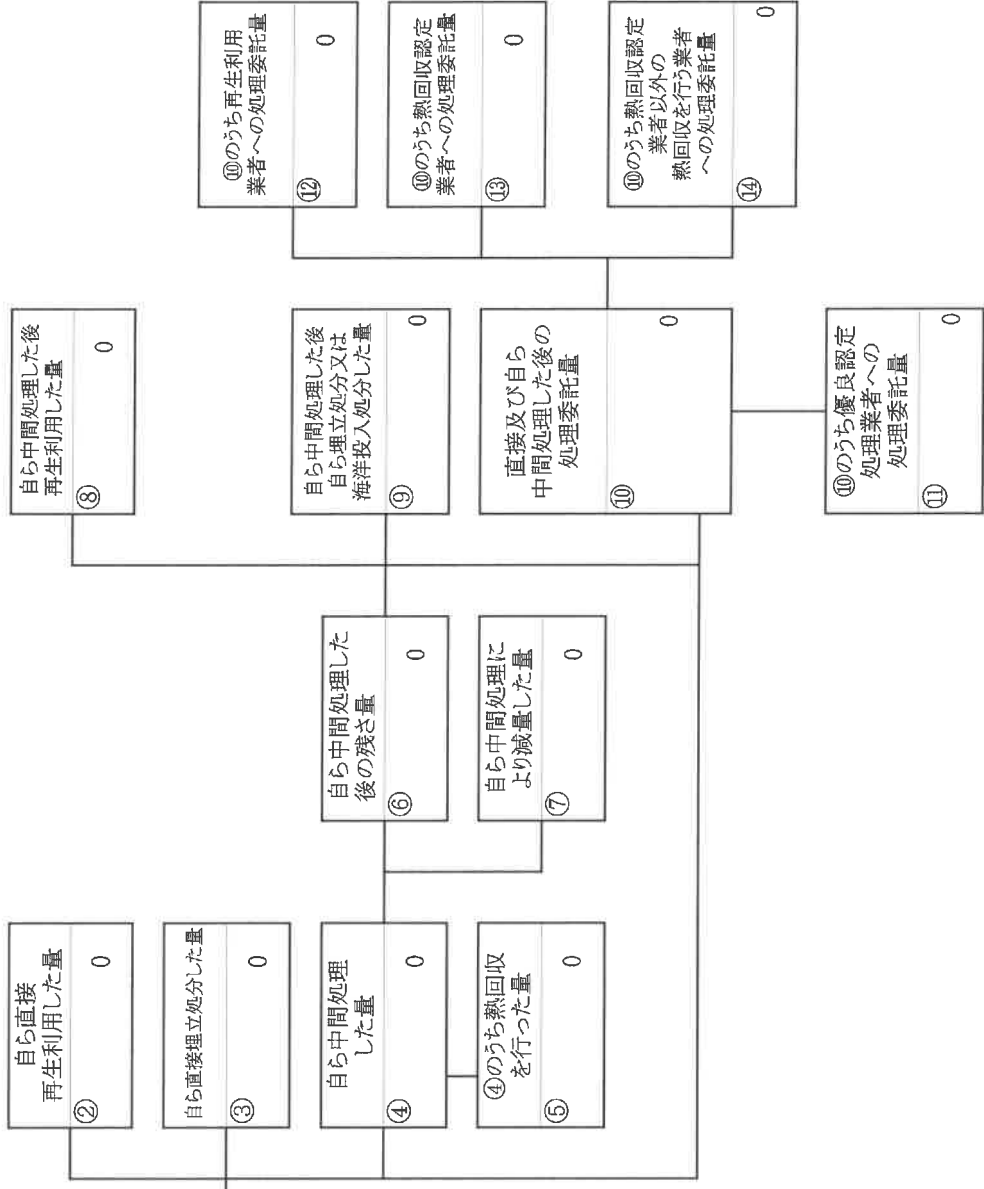 自ら直接
再生利用した量
②
0
自ら直接埋立処分した量
③
0
自ら中間処理
した量
④
0
④のうち熱回収
を行った量
⑤
0
自ら中間処理した
後の残さ量
⑥
0
自ら中間処理に
より減量した量
⑦
0
自ら中間処理した後
再生利用した量
⑧
0
自ら中間処理した後
自ら埋立処分又は
海洋投入処分した量
⑨
0
直接及び自ら
中間処理した後の
処理委託量
⑩
0
⑩のうち優良認定
処理業者への
処理委託量
⑪
0
⑩のうち再生利用
業者への処理委託量
⑫
0
⑩のうち熱回収認定
業者への処理委託量
⑬
0
⑩のうち熱回収認定
業者以外の
熱回収を行う業者
への処理委託量
⑭
0